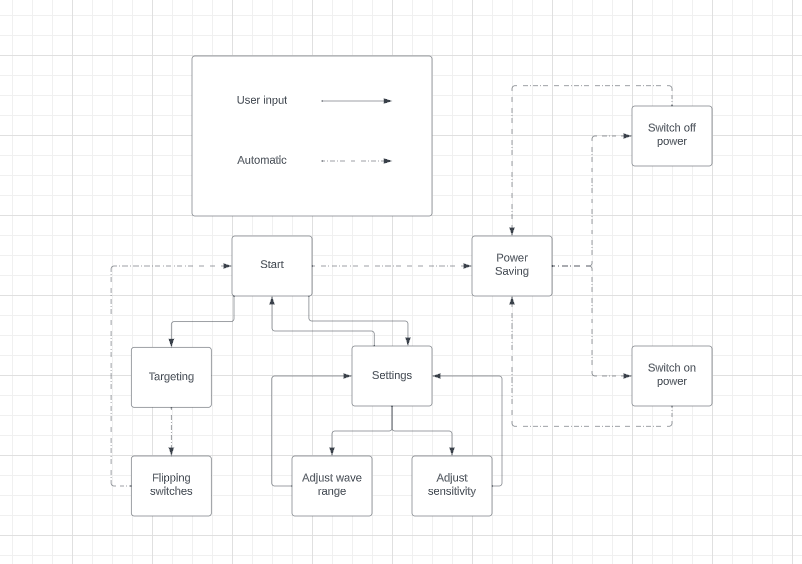 User input
Automatic
Switch off
power
Start
Power
Saving
Targeting
Settings
Switch on
power
Flipping
switches
Adjust wave
range
Adjust
sensitivity